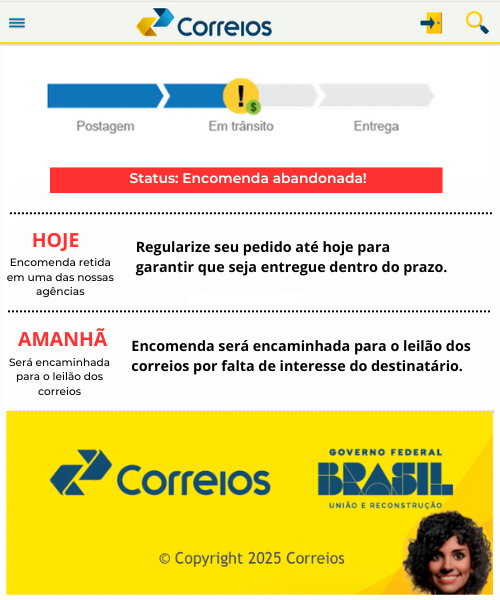 Correios
!
$
Postagem
Em trânsito
Entrega
Status: Encomenda abandonada!
HOJE
Encomenda retida
em uma das nossas
agências
Regularize seu pedido até hoje para
garantir que seja entregue dentro do prazo.
AMANHÃ
Será encaminhada
para o leilão dos
correios
Encomenda será encaminhada para o leilão dos
correios por falta de interesse do destinatário.
Correios
GOVERNO FEDERAL
BRASIL
UNIÃO E RECONSTRUÇÃO
© Copyright 2025 Correios